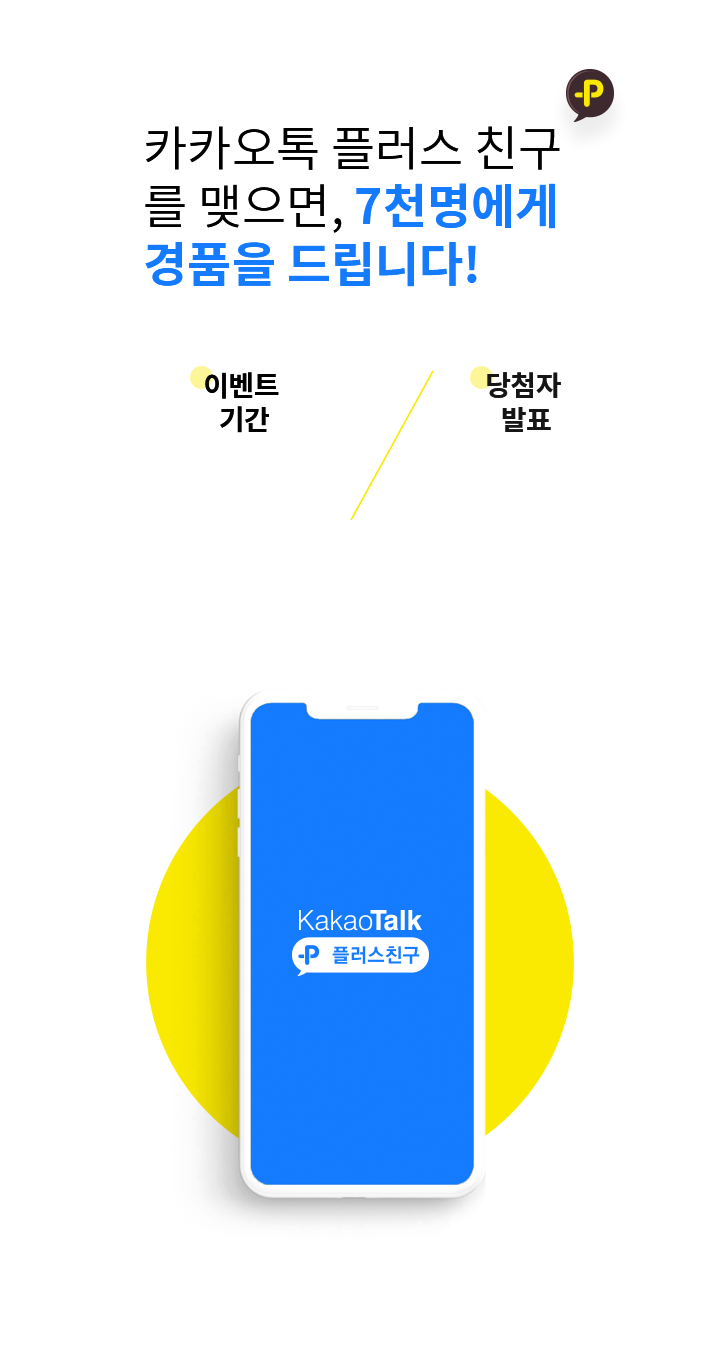 카카오톡 플러스 친구
를 맺으면, 7천명에게
경품을 드립니다!
이벤트
기간
당첨자
발표
KakaoTalk
플러스친구